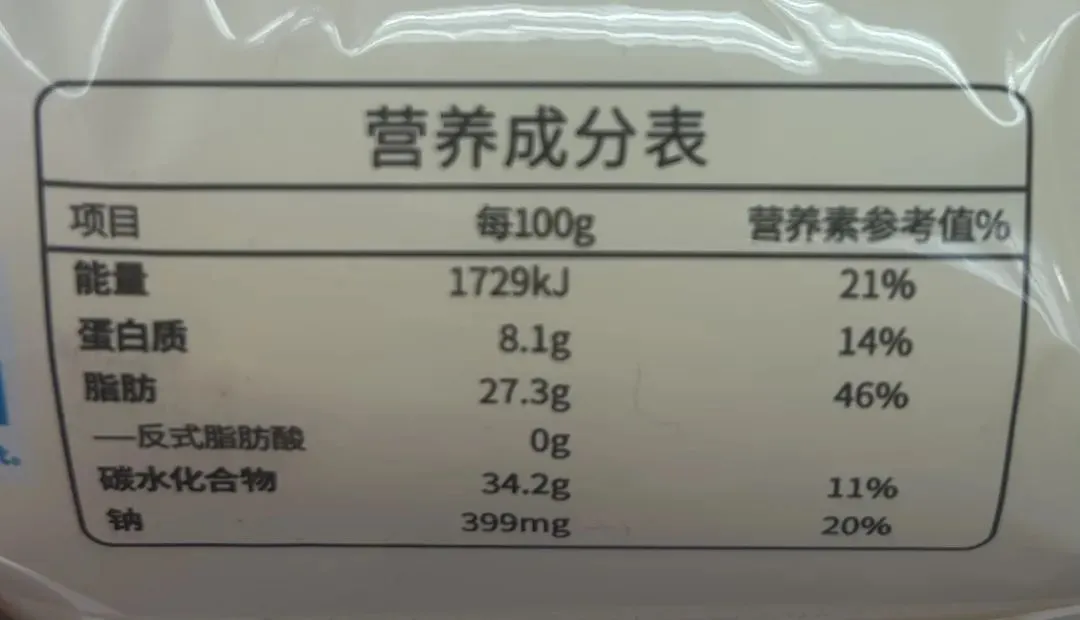 营养成分表
项目 每100g 营养素参考值%
能量 1729kJ 21%
蛋白质 8.1g 14%
脂肪 27.3g 46%
—反式脂肪酸 0g
碳水化合物 34.2g 11%
钠 399mg 20%